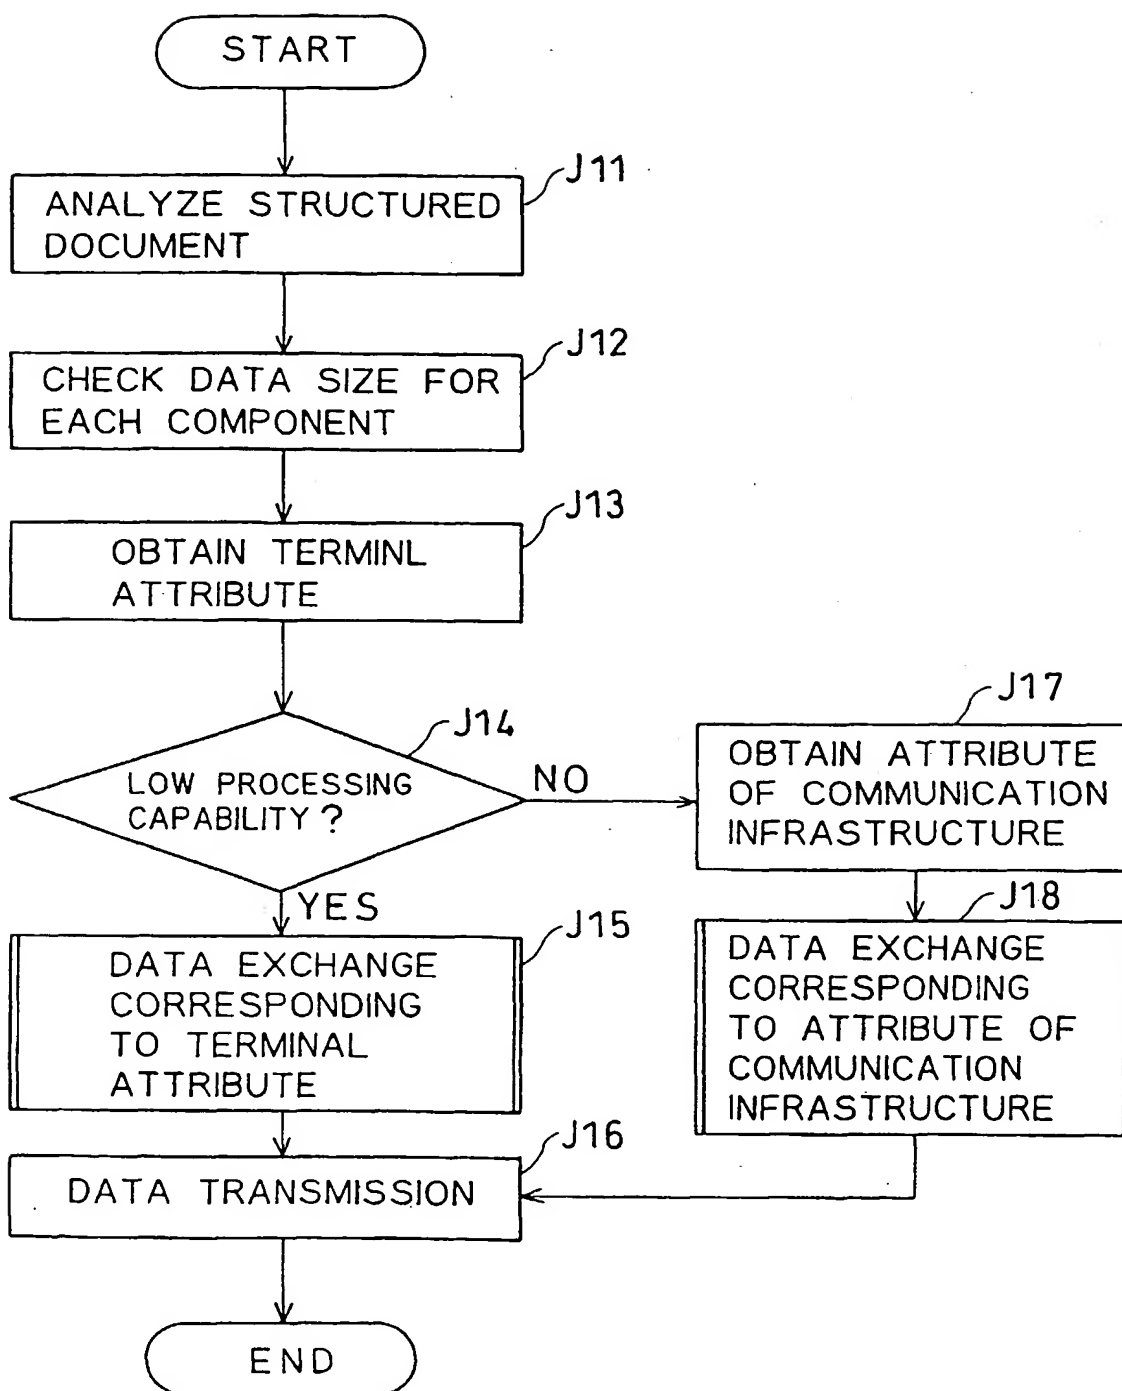 START
J11
ANALYZE STRUCTURED
DOCUMENT
J12
CHECK DATA SIZE FOR
EACH COMPONENT
J13
OBTAIN TERMINL
ATTRIBUTE
J14
LOW PROCESSING
CAPABILITY?
NO
YES
J17
OBTAIN ATTRIBUTE
OF COMMUNICATION
INFRASTRUCTURE
J15
DATA EXCHANGE
CORRESPONDING
TO TERMINAL
ATTRIBUTE
J18
DATA EXCHANGE
CORRESPONDING
TO ATTRIBUTE OF
COMMUNICATION
INFRASTRUCTURE
J16
DATA TRANSMISSION
END